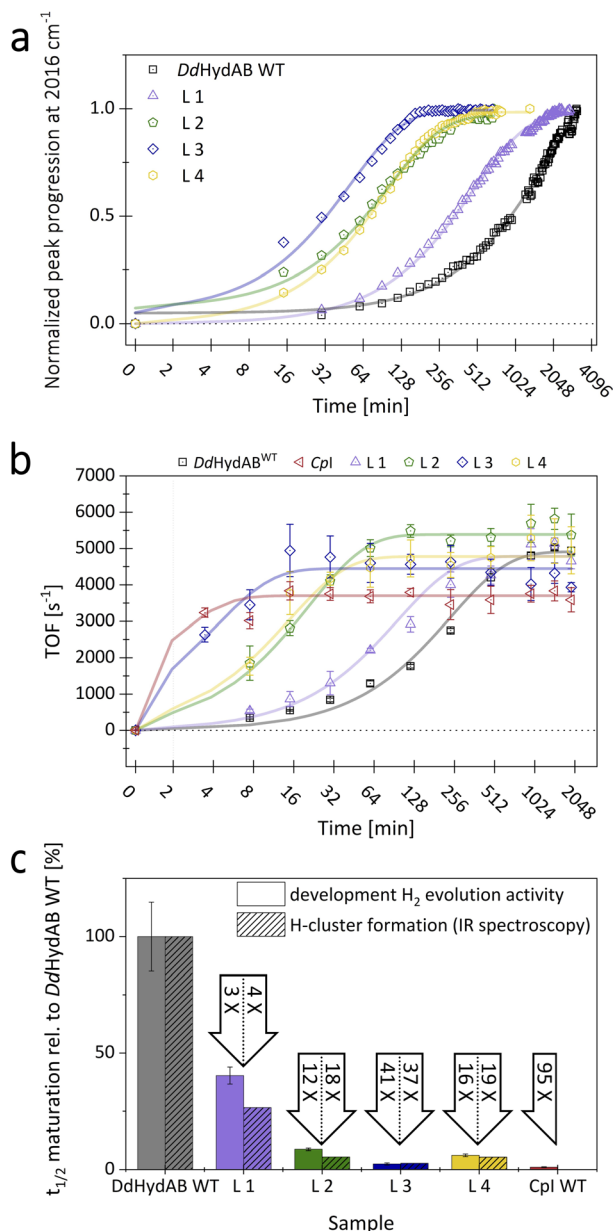 a
Normalized peak progression at 2016 cm⁻¹
DdHydAB WT
L 1
L 2
L 3
L 4
1.0
0.5
0.0
0 2 4 8 16 32 64 128 256 512 1024 2048 4096
Time [min]
b
DdHydABᵂᵀ CpI L 1 L 2 L 3 L 4
TOF [s⁻¹]
7000
6000
5000
4000
3000
2000
1000
0
0 2 4 8 16 32 64 128 256 512 1024 2048
Time [min]
c
t1/2 maturation rel. to DdHydAB WT [%]
development H₂ evolution activity
H-cluster formation (IR spectroscopy)
100
50
0
3 X 4 X
12 X 18 X
41 X 37 X
16 X 19 X
95 X
DdHydAB WT L 1 L 2 L 3 L 4 CpI WT
Sample